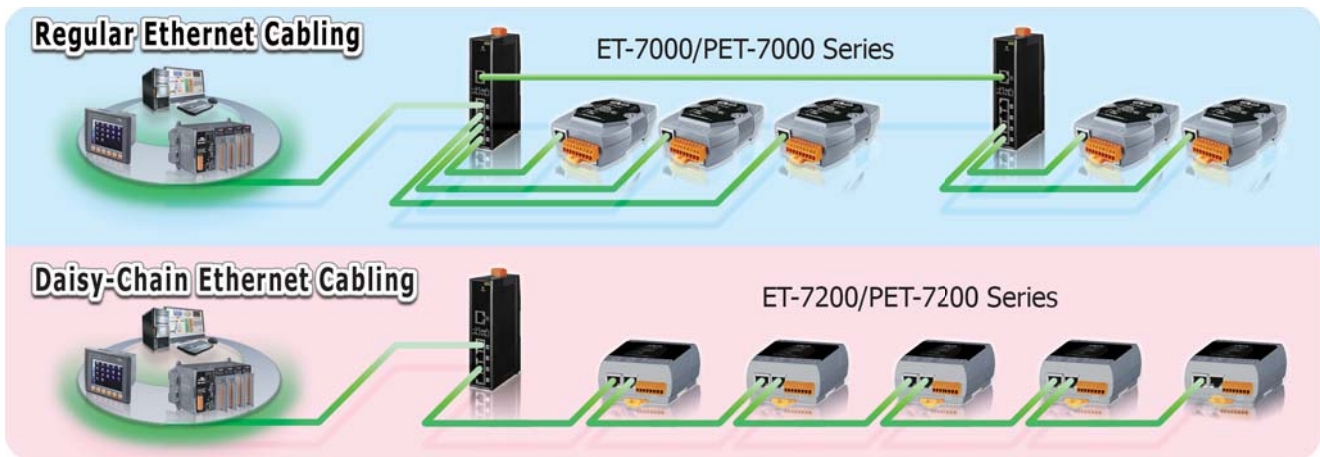 Regular Ethernet Cabling
ET-7000/PET-7000 Series
Daisy-Chain Ethernet Cabling
ET-7200/PET-7200 Series